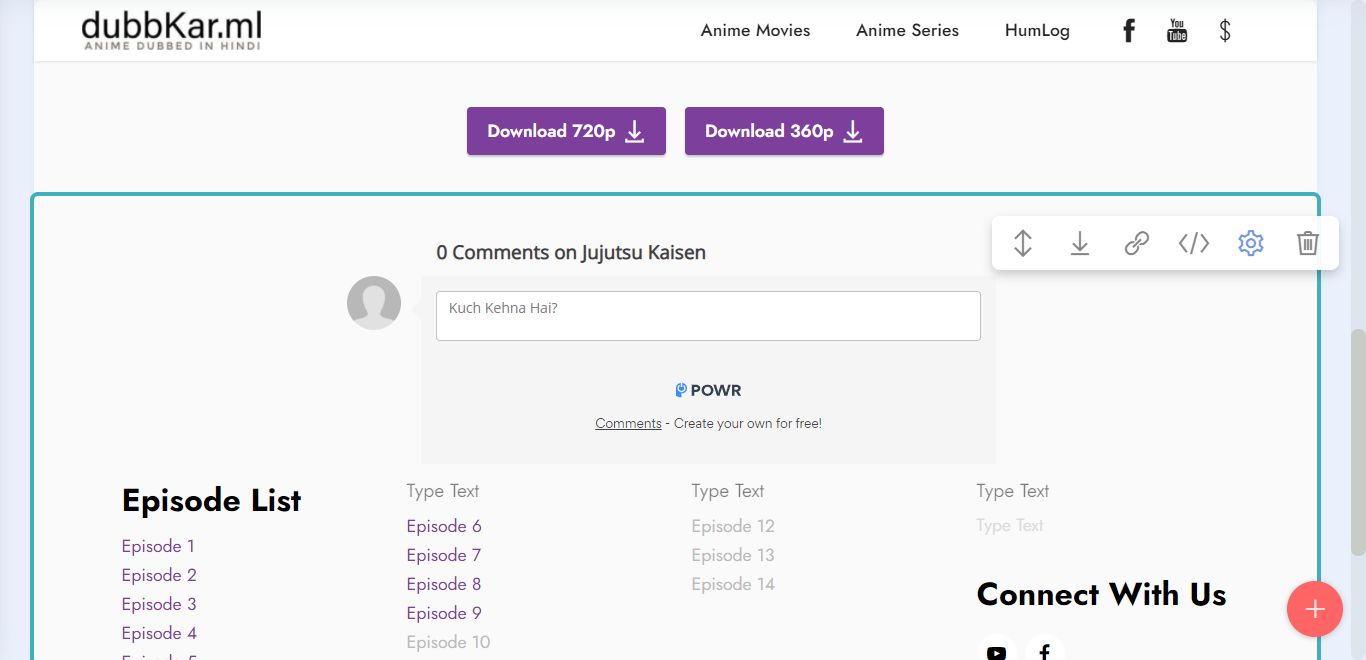 dubbKar.ml
ANIME DUBBED IN HINDI
Anime Movies
Anime Series
HumLog
You
Tube
$
Download 720p
Download 360p
0 Comments on Jujutsu Kaisen
Kuch Kehna Hai?
POWR
Comments - Create your own for free!
Episode List
Episode 1
Episode 2
Episode 3
Episode 4
Type Text
Episode 6
Episode 7
Episode 8
Episode 9
Episode 10
Type Text
Episode 12
Episode 13
Episode 14
Type Text
Type Text
Connect With Us